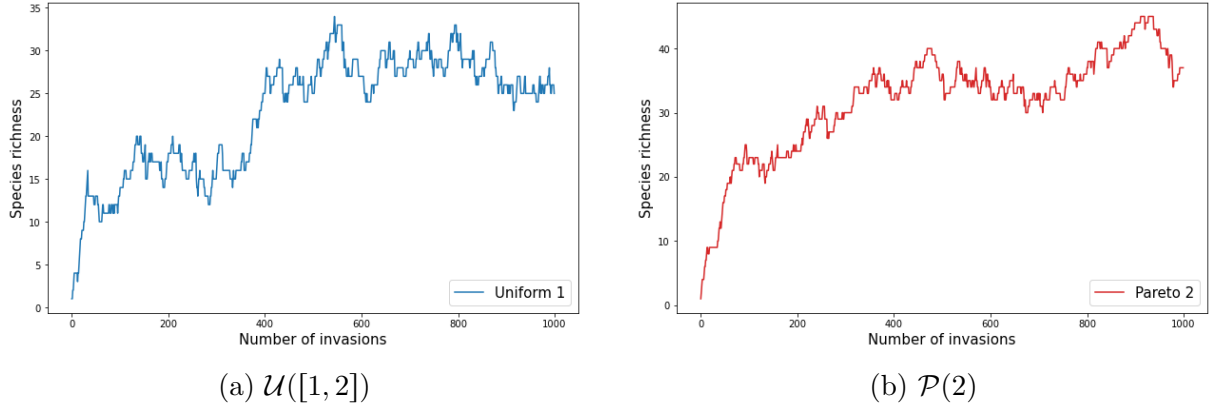 35
30
25
20
15
10
5
0
Species richness
0 200 400 600 800 1000
Number of invasions
Uniform 1
(a) 𝒰([1, 2])
40
30
20
10
0
Species richness
0 200 400 600 800 1000
Number of invasions
Pareto 2
(b) 𝒫(2)